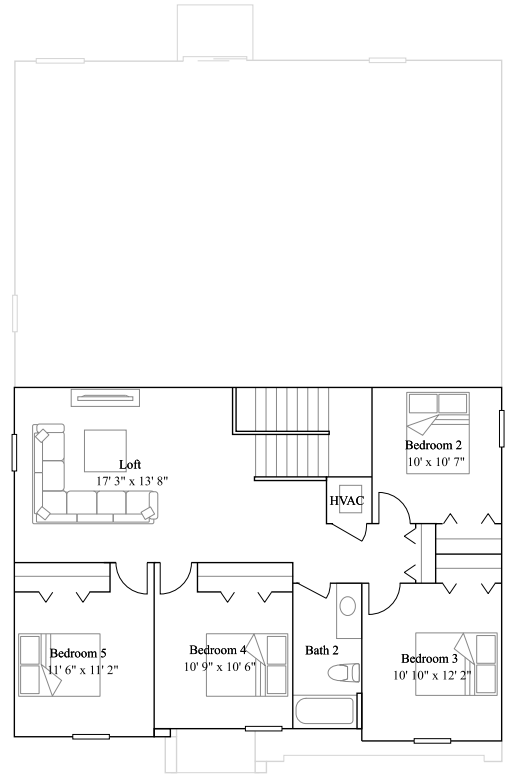 Bedroom 2
10' x 10' 7"
Loft
17' 3" x 13' 8"
HVAC
Bedroom 5
11' 6" x 11' 2"
Bedroom 4
10' 9" x 10' 6"
Bath 2
Bedroom 3
10' 10" x 12' 2"